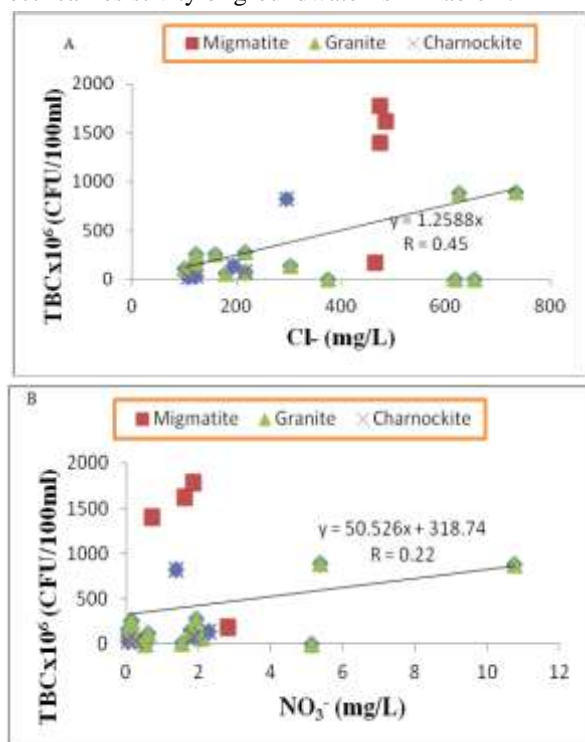 A
Migmatite Granite Charnockite
2000
1500
1000
500
0
TBCx10⁶ (CFU/100ml)
y = 1.2588x
R = 0.45
0 200 400 600 800
Cl- (mg/L)
B
Migmatite Granite Charnockite
2000
1500
1000
500
0
TBCx10⁶ (CFU/100ml)
y = 50.526x + 318.74
R = 0.22
0 2 4 6 8 10 12
NO₃⁻ (mg/L)